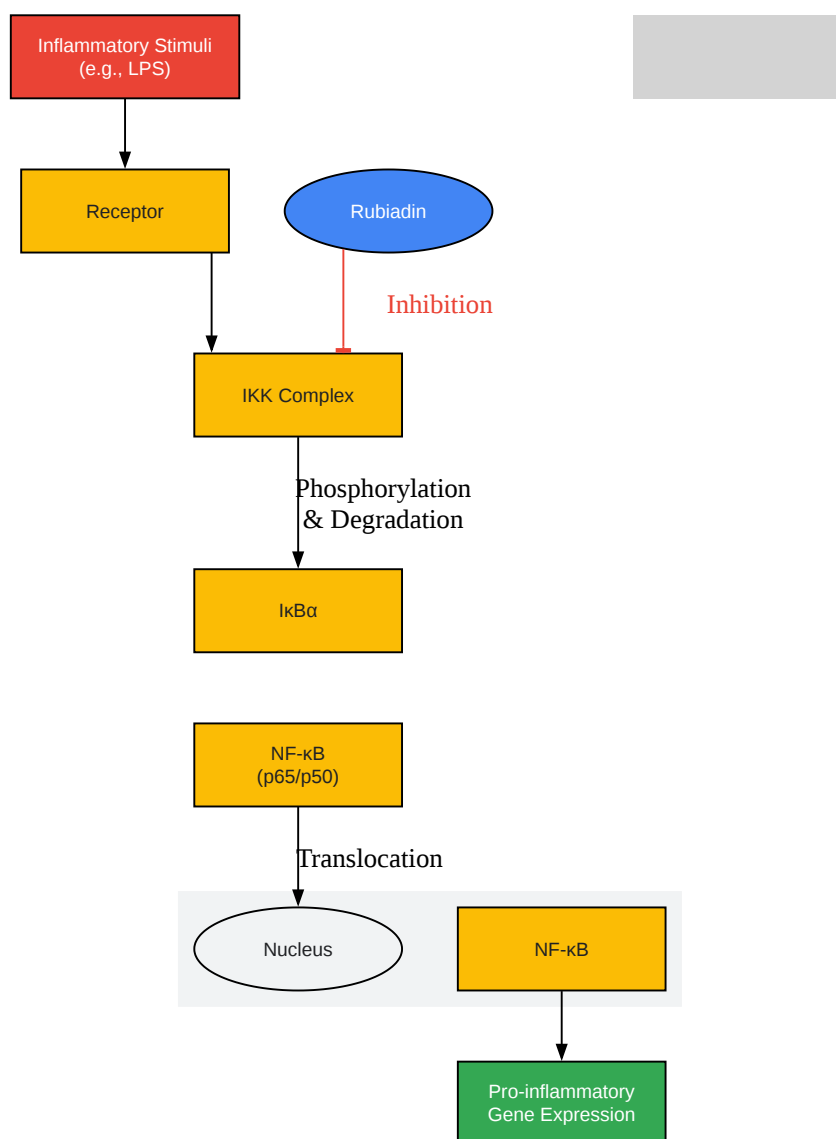 Inflammatory Stimuli
(e.g., LPS)
Receptor
Rubiadin
Inhibition
IKK Complex
Phosphorylation
& Degradation
IκBα
NF-κB
(p65/p50)
Translocation
Nucleus
NF-κB
Pro-inflammatory
Gene Expression